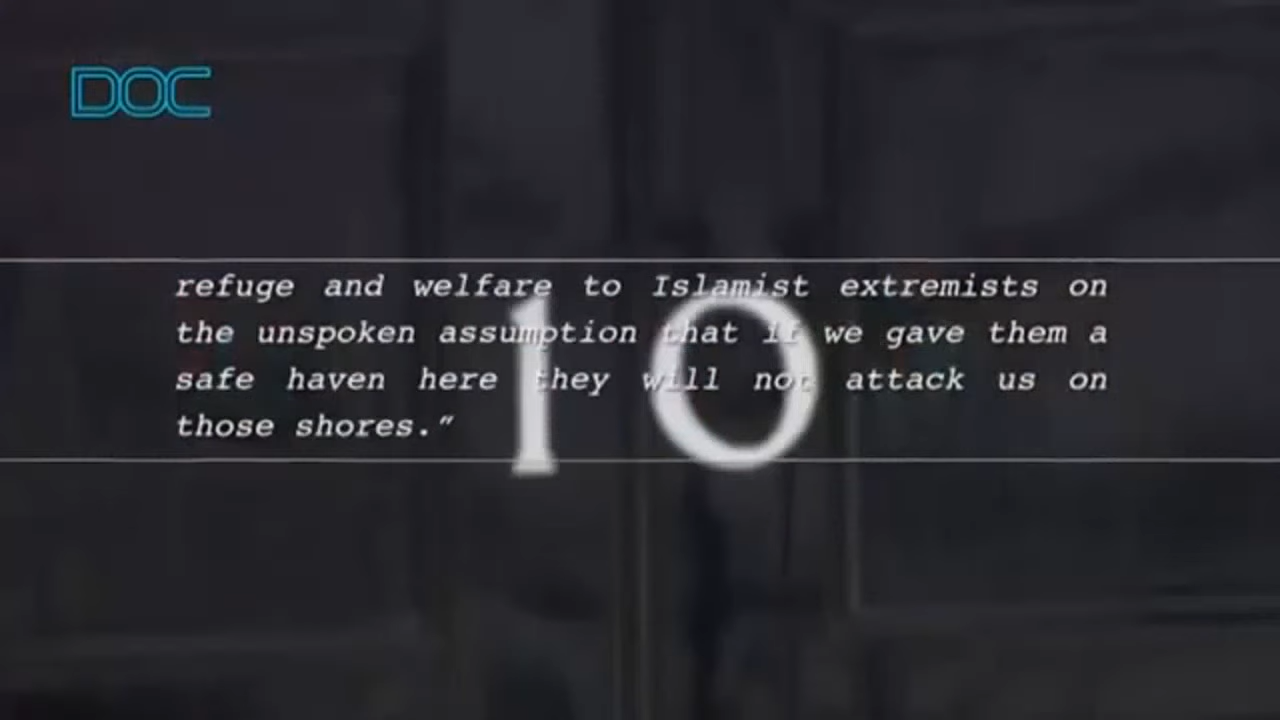 DOC
refuge and welfare to Islamist extremists on
the unspoken assumption that if we gave them a
safe haven here they will not attack us on
those shores.”
10